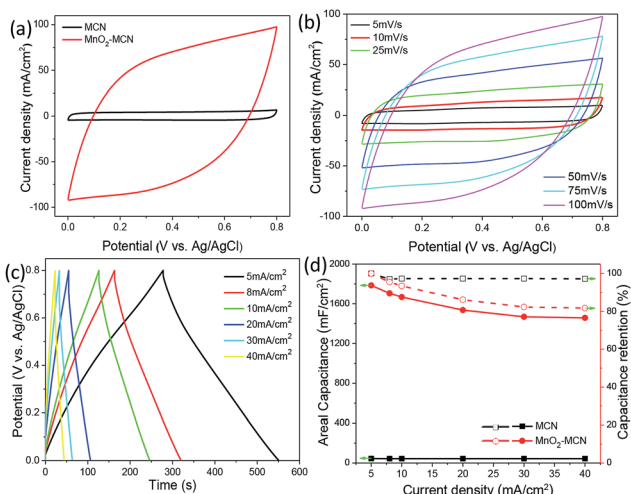 (a)
MCN
MnO2-MCN
Current density (mA/cm2)
100
50
0
-50
-100
0.0 0.2 0.4 0.6 0.8
Potential (V vs. Ag/AgCl)
(b)
5mV/s
10mV/s
25mV/s
50mV/s
75mV/s
100mV/s
Current density (mA/cm2)
100
50
0
-50
-100
0.0 0.2 0.4 0.6 0.8
Potential (V vs. Ag/AgCl)
(c)
5mA/cm2
8mA/cm2
10mA/cm2
20mA/cm2
30mA/cm2
40mA/cm2
Potential (V vs. Ag/AgCl)
0.8
0.6
0.4
0.2
0.0
0 100 200 300 400 500 600
Time (s)
(d)
MCN
MnO2-MCN
Areal Capacitance (mF/cm2)
2000
1600
1200
800
400
0
Capacitance retention (%)
100
80
60
40
20
0
5 10 15 20 25 30 35 40
Current density (mA/cm2)